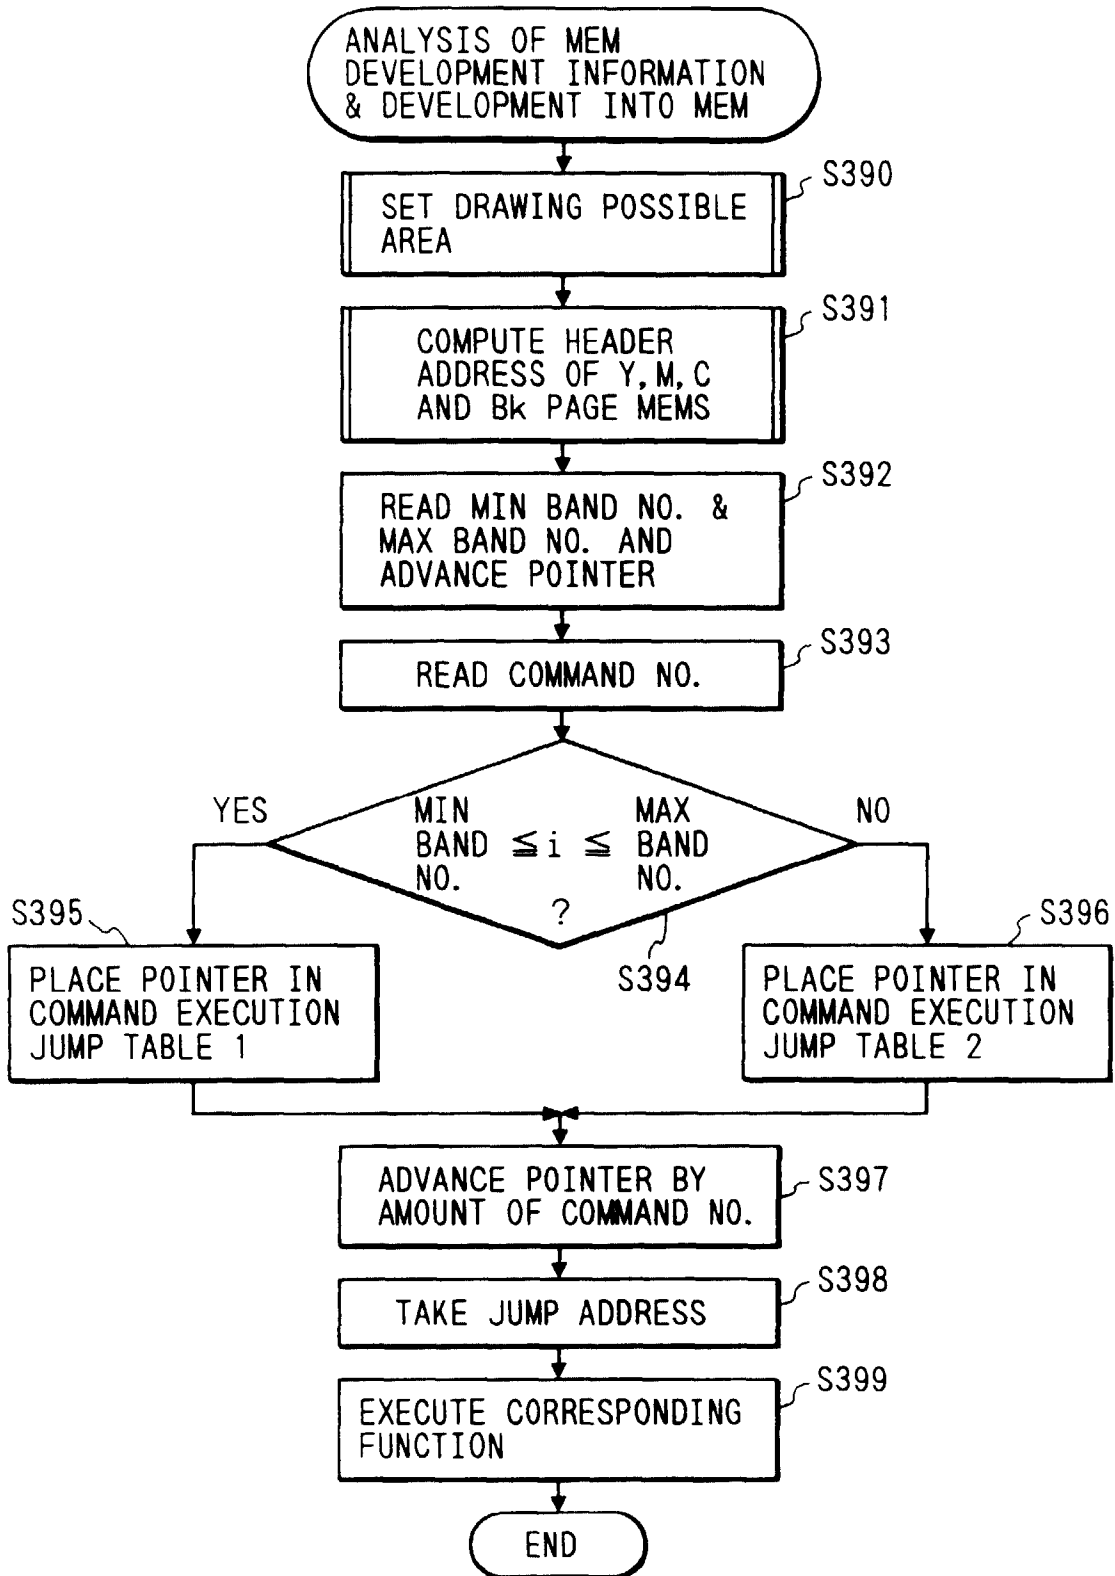 ANALYSIS OF MEM
DEVELOPMENT INFORMATION
& DEVELOPMENT INTO MEM
S390
SET DRAWING POSSIBLE
AREA
S391
COMPUTE HEADER
ADDRESS OF Y, M, C
AND Bk PAGE MEMS
S392
READ MIN BAND NO. &
MAX BAND NO. AND
ADVANCE POINTER
S393
READ COMMAND NO.
YES
MIN
BAND
NO.
≦ i ≦
MAX
BAND
NO.
?
NO
S394
S395
PLACE POINTER IN
COMMAND EXECUTION
JUMP TABLE 1
S396
PLACE POINTER IN
COMMAND EXECUTION
JUMP TABLE 2
S397
ADVANCE POINTER BY
AMOUNT OF COMMAND NO.
S398
TAKE JUMP ADDRESS
S399
EXECUTE CORRESPONDING
FUNCTION
END